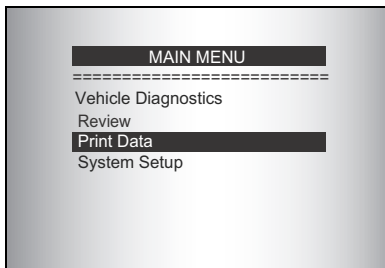 MAIN MENU
===========================
Vehicle Diagnostics
Review
Print Data
System Setup